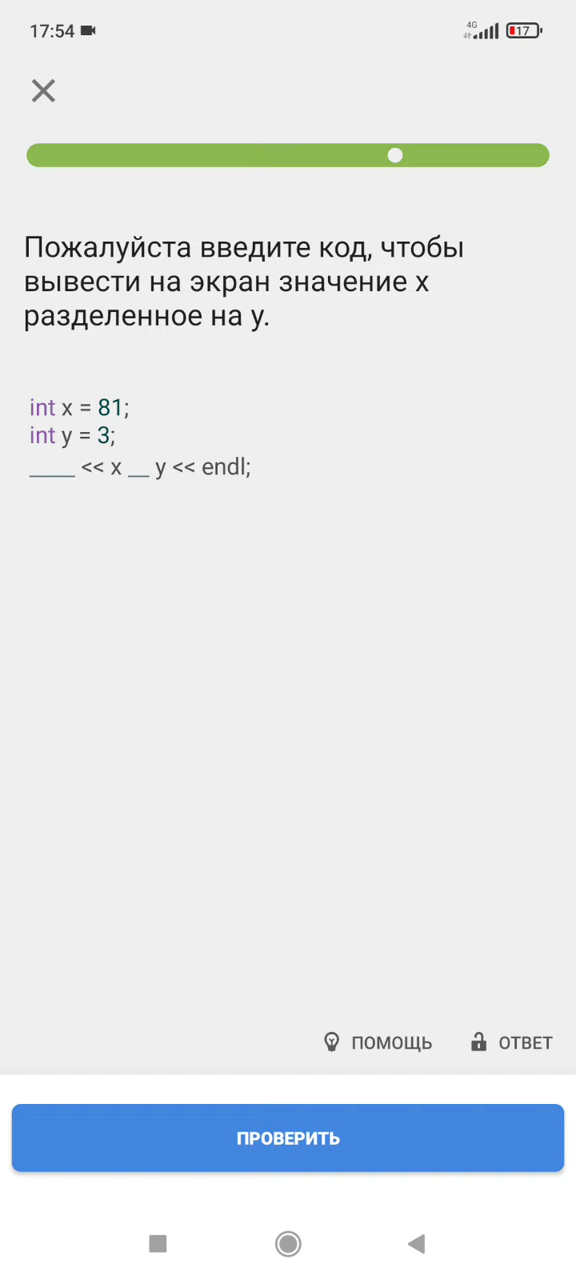 17:54
4G
17
Пожалуйста введите код, чтобы
вывести на экран значение x
разделенное на y.
int x = 81;
int y = 3;
____ << x __ y << endl;
ПОМОЩЬ
ОТВЕТ
ПРОВЕРИТЬ